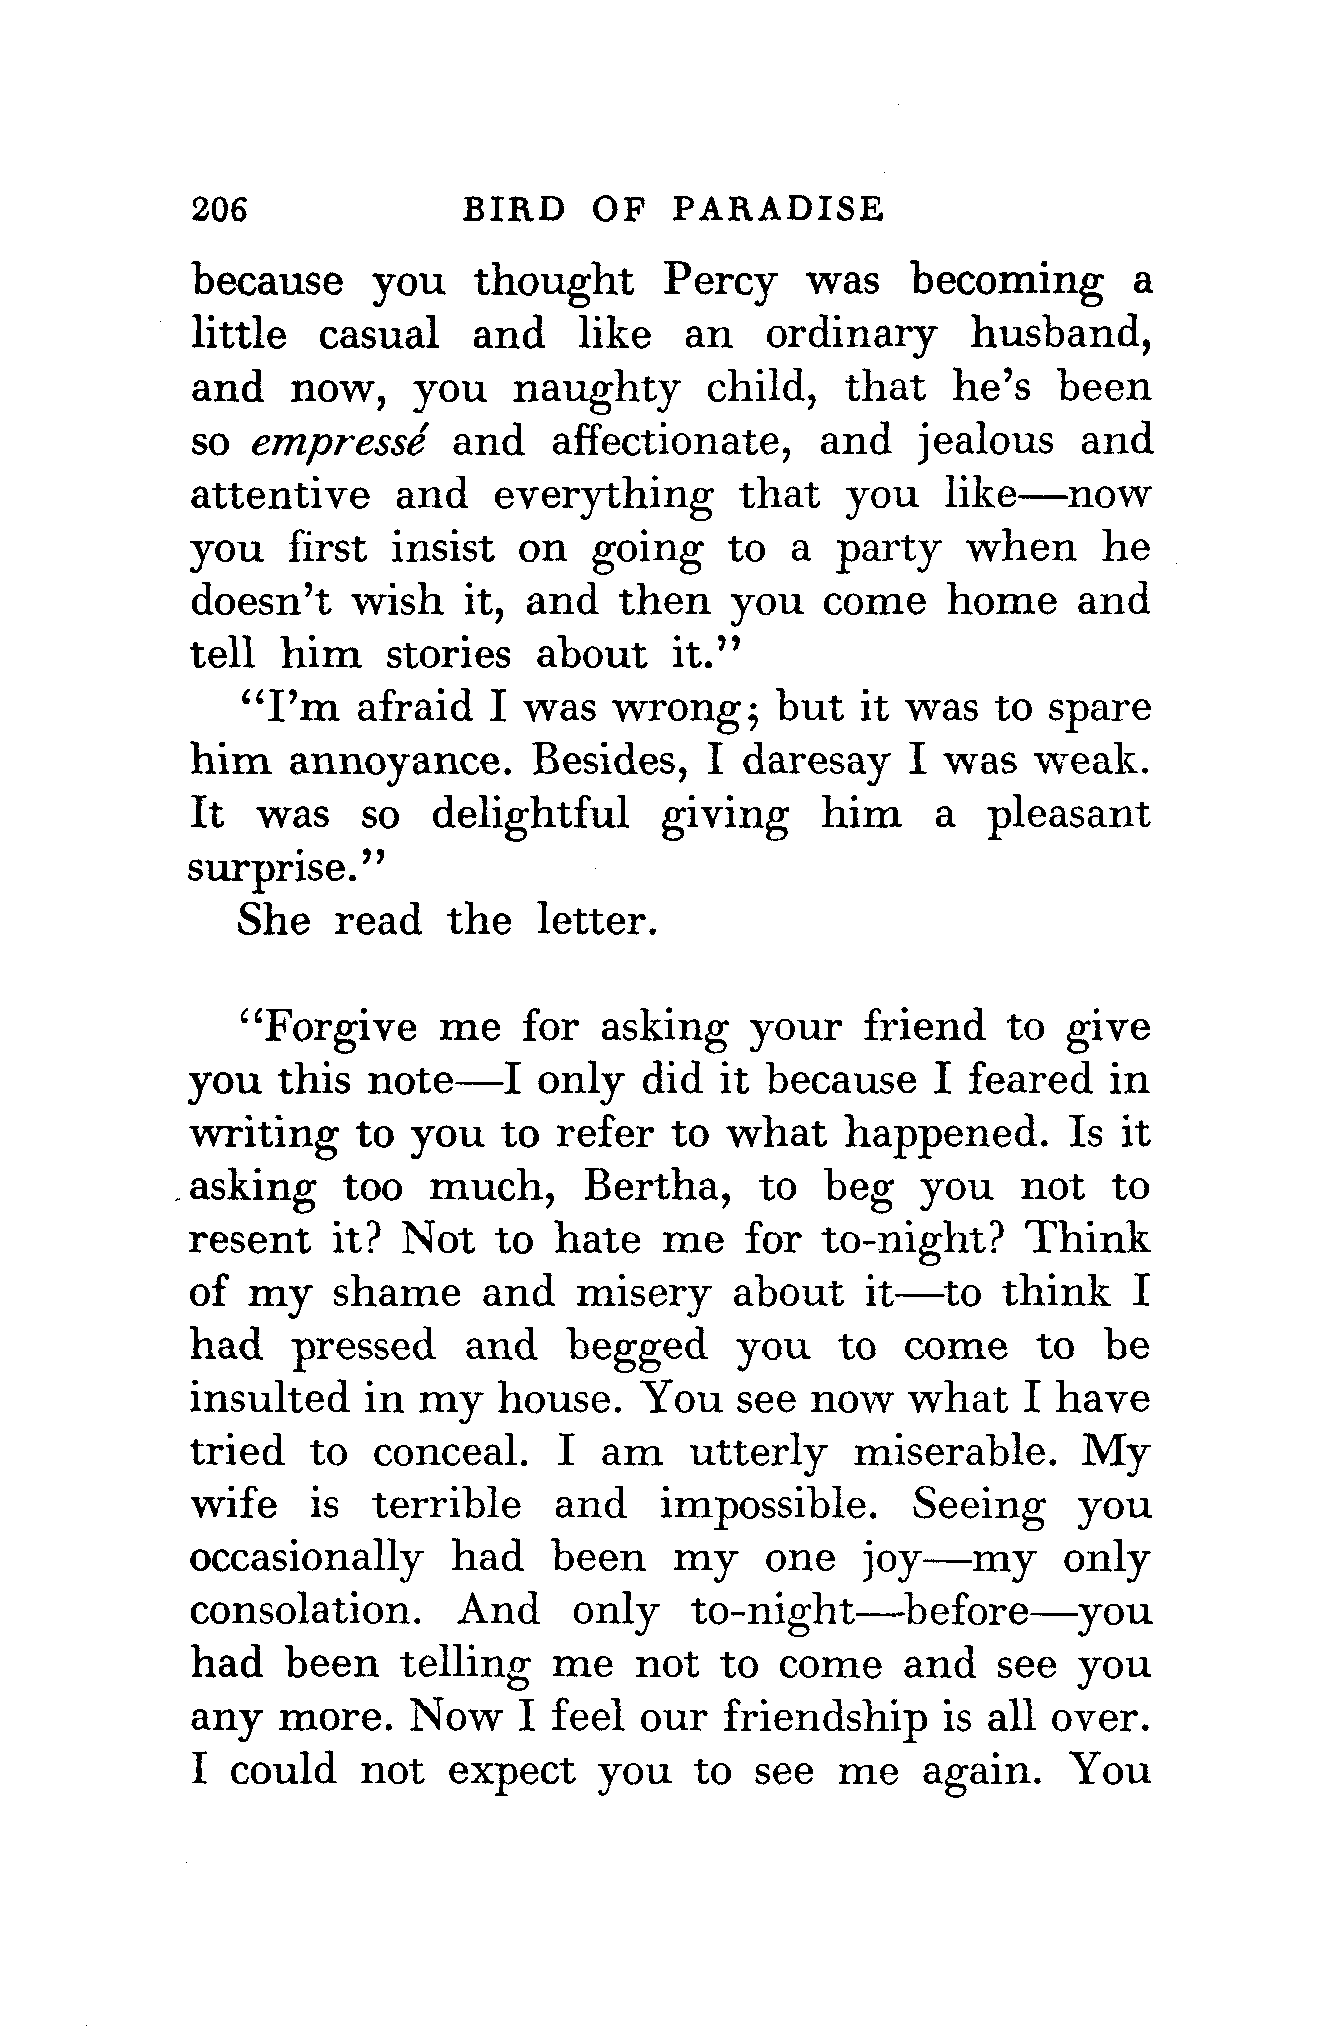 206 BIRD OF PARADISE
because you thought Percy was becoming a
little casual and like an ordinary husband,
and now, you naughty child, that he's been
so empressé and affectionate, and jealous and
attentive and everything that you like—now
you first insist on going to a party when he
doesn't wish it, and then you come home and
tell him stories about it."
"I'm afraid I was wrong; but it was to spare
him annoyance. Besides, I daresay I was weak.
It was so delightful giving him a pleasant
surprise."
She read the letter.
"Forgive me for asking your friend to give
you this note—I only did it because I feared in
writing to you to refer to what happened. Is it
asking too much, Bertha, to beg you not to
resent it? Not to hate me for to-night? Think
of my shame and misery about it—to think I
had pressed and begged you to come to be
insulted in my house. You see now what I have
tried to conceal. I am utterly miserable. My
wife is terrible and impossible. Seeing you
occasionally had been my one joy—my only
consolation. And only to-night—before—you
had been telling me not to come and see you
any more. Now I feel our friendship is all over.
I could not expect you to see me again. You